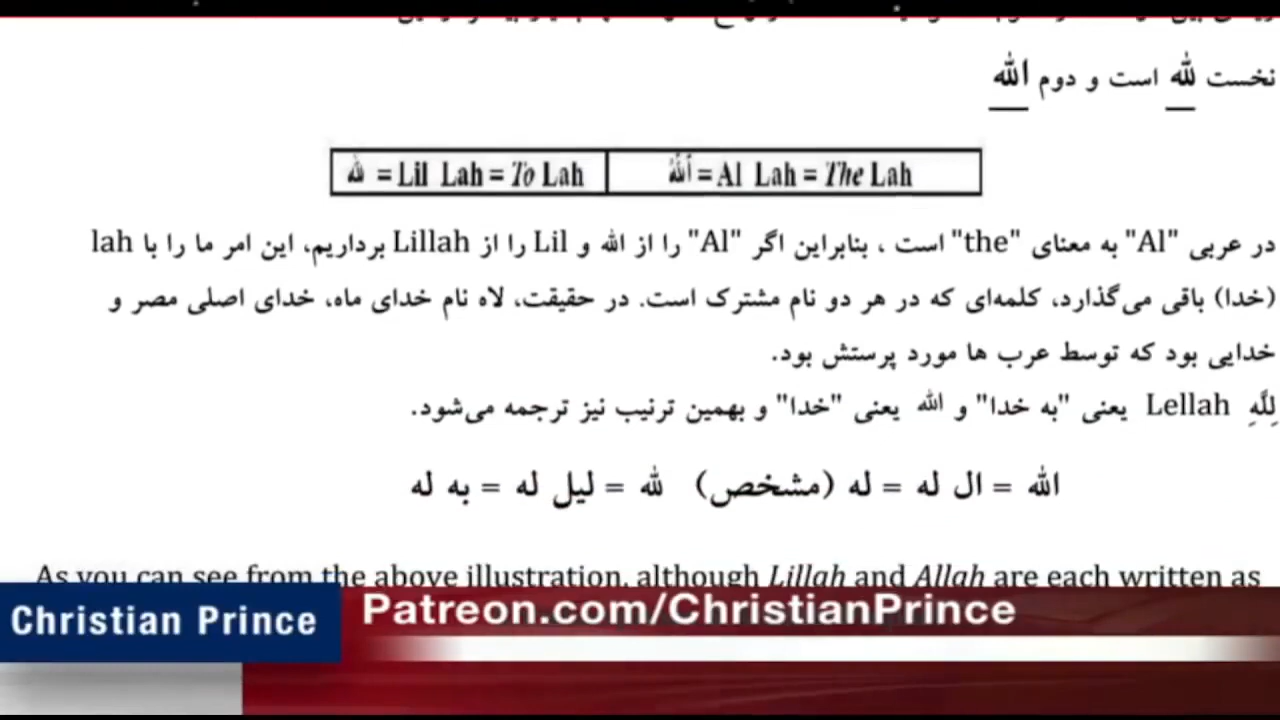 نخست لله است و دوم الله
لله = Lil Lah = To Lah
اَللَّهُ = Al Lah = The Lah
در عربی "Al" به معنای "the" است ، بنابراین اگر "Al" را از الله و Lil را از Lillah برداریم، این امر ما را با lah
(خدا) باقی می‌گذارد، کلمه‌ای که در هر دو نام مشترک است. در حقیقت، لاه نام خدای ماه، خدای اصلی مصر و
خدایی بود که توسط عرب ها مورد پرستش بود.
لِلَّهِ Lellah یعنی "به خدا" و الله یعنی "خدا" و بهمین ترتیب نیز ترجمه می‌شود.
الله = ال له = له (مشخص) لله = لیل له = به له
As you can see from the above illustration, although Lillah and Allah are each written as
Christian Prince
Patreon.com/ChristianPrince